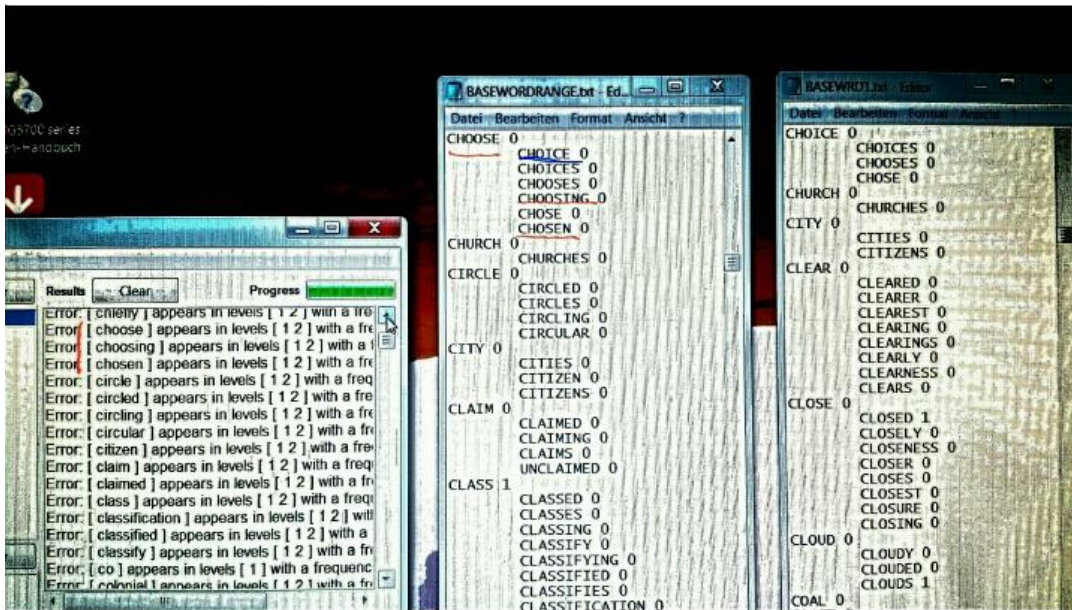 G5700 series
en-Handbuch
Results
Clear
Progress
Error: [ chiefly ] appears in levels [ 1 2 ] with a fre
Error: [ choose ] appears in levels [ 1 2 ] with a fre
Error: [ choosing ] appears in levels [ 1 2 ] with a f
Error: [ chosen ] appears in levels [ 1 2 ] with a fre
Error: [ circle ] appears in levels [ 1 2 ] with a freq
Error: [ circled ] appears in levels [ 1 2 ] with a fre
Error: [ circling ] appears in levels [ 1 2 ] with a fre
Error: [ circular ] appears in levels [ 1 2 ] with a fre
Error: [ citizen ] appears in levels [ 1 2 ] with a freq
Error: [ claim ] appears in levels [ 1 2 ] with a frequ
Error: [ claimed ] appears in levels [ 1 2 ] with a fre
Error: [ class ] appears in levels [ 1 2 ] with a frequ
Error: [ classification ] appears in levels [ 1 2 ] with
Error: [ classified ] appears in levels [ 1 2 ] with a
Error: [ classify ] appears in levels [ 1 2 ] with a fre
Error: [ co ] appears in levels [ 1 ] with a frequenc
Error: [ colonial ] appears in levels [ 1 2 ] with a fr
BASEWORDRANGE.txt - Ed...
Datei Bearbeiten Format Ansicht ?
CHOOSE 0
CHOICE 0
CHOICES 0
CHOOSES 0
CHOOSING 0
CHOSE 0
CHOSEN 0
CHURCH 0
CHURCHES 0
CIRCLE 0
CIRCLED 0
CIRCLES 0
CIRCLING 0
CIRCULAR 0
CITY 0
CITIES 0
CITIZEN 0
CITIZENS 0
CLAIM 0
CLAIMED 0
CLAIMING 0
CLAIMS 0
UNCLAIMED 0
CLASS 1
CLASSED 0
CLASSES 0
CLASSING 0
CLASSIFY 0
CLASSIFYING 0
CLASSIFIED 0
CLASSIFIES 0
CLASSIFICATION 0
BASEWRD1.txt - Editor
Datei Bearbeiten Format Ansicht
CHOICE 0
CHOICES 0
CHOOSES 0
CHOSE 0
CHURCH 0
CHURCHES 0
CITY 0
CITIES 0
CITIZENS 0
CLEAR 0
CLEARED 0
CLEARER 0
CLEAREST 0
CLEARING 0
CLEARINGS 0
CLEARLY 0
CLEARNESS 0
CLEARS 0
CLOSE 0
CLOSED 1
CLOSELY 0
CLOSENESS 0
CLOSER 0
CLOSES 0
CLOSEST 0
CLOSURE 0
CLOSING 0
CLOUD 0
CLOUDY 0
CLOUDED 0
CLOUDS 1
COAL 0